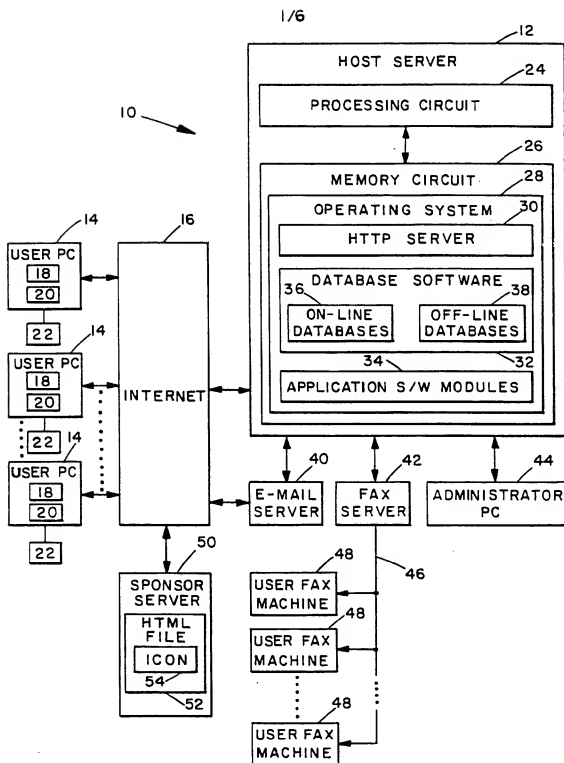 1/6
12
HOST SERVER
24
PROCESSING CIRCUIT
10
26
MEMORY CIRCUIT
28
OPERATING SYSTEM
30
HTTP SERVER
DATABASE SOFTWARE
36
38
ON-LINE
DATABASES
OFF-LINE
DATABASES
34
32
APPLICATION S/W MODULES
14
USER PC
18
20
22
14
USER PC
18
20
22
14
USER PC
18
20
22
16
INTERNET
40
E-MAIL
SERVER
42
FAX
SERVER
44
ADMINISTRATOR
PC
46
50
SPONSOR
SERVER
HTML
FILE
ICON
54
52
48
USER FAX
MACHINE
48
USER FAX
MACHINE
48
USER FAX
MACHINE